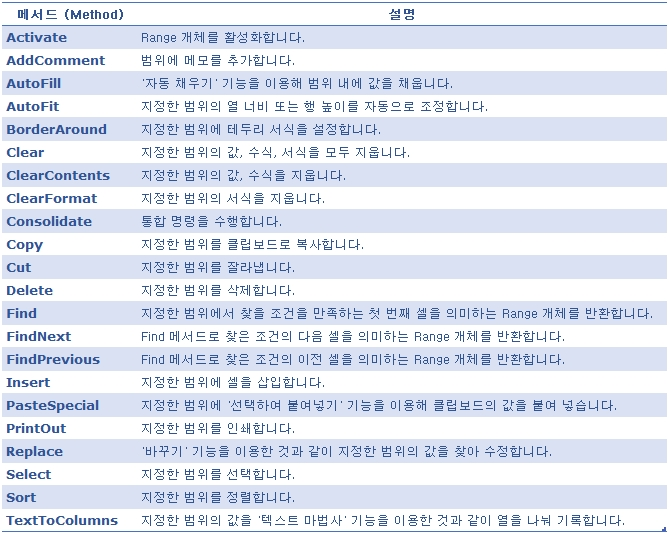 메서드 (Method) 설명
Activate Range 개체를 활성화합니다.
AddComment 범위에 메모를 추가합니다.
AutoFill '자동 채우기' 기능을 이용해 범위 내에 값을 채웁니다.
AutoFit 지정한 범위의 열 너비 또는 행 높이를 자동으로 조정합니다.
BorderAround 지정한 범위에 테두리 서식을 설정합니다.
Clear 지정한 범위의 값, 수식, 서식을 모두 지웁니다.
ClearContents 지정한 범위의 값, 수식을 지웁니다.
ClearFormat 지정한 범위의 서식을 지웁니다.
Consolidate 통합 명령을 수행합니다.
Copy 지정한 범위를 클립보드로 복사합니다.
Cut 지정한 범위를 잘라냅니다.
Delete 지정한 범위를 삭제합니다.
Find 지정한 범위에서 찾을 조건을 만족하는 첫 번째 셀을 의미하는 Range 개체를 반환합니다.
FindNext Find 메서드로 찾은 조건의 다음 셀을 의미하는 Range 개체를 반환합니다.
FindPrevious Find 메서드로 찾은 조건의 이전 셀을 의미하는 Range 개체를 반환합니다.
Insert 지정한 범위에 셀을 삽입합니다.
PasteSpecial 지정한 범위에 '선택하여 붙여넣기' 기능을 이용해 클립보드의 값을 붙여 넣습니다.
PrintOut 지정한 범위를 인쇄합니다.
Replace '바꾸기' 기능을 이용한 것과 같이 지정한 범위의 값을 찾아 수정합니다.
Select 지정한 범위를 선택합니다.
Sort 지정한 범위를 정렬합니다.
TextToColumns 지정한 범위의 값을 '텍스트 마법사' 기능을 이용한 것과 같이 열을 나눠 기록합니다.